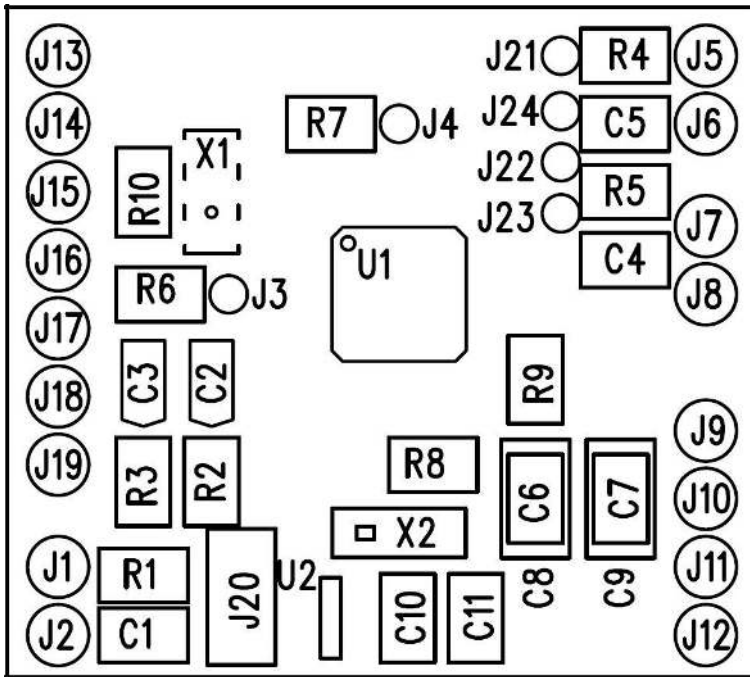 J13 J21 R4 J5
J14 R7 J4 J24 C5 J6
X1
J15 R10 J22 R5
J23 J7
J16 U1 C4
R6 J3 J8
J17
J18 C3 C2 R9
J9
J19 R3 R2 R8
C6 C7 J10
X2
J1 R1 U2 C8 C9 J11
J2 C1 J20 C10 C11 J12